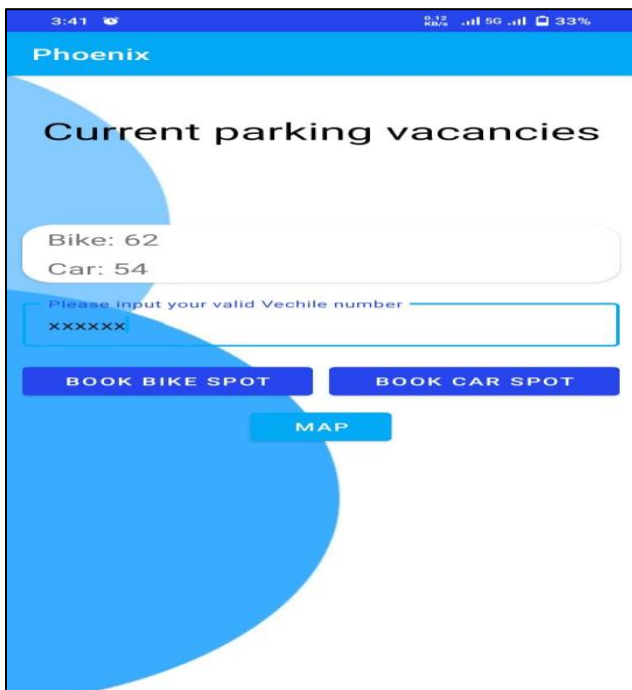 3:41 0.12 KB/s 5G 33%
Phoenix
Current parking vacancies
Bike: 62
Car: 54
Please input your valid Vechile number
xxxxxx
BOOK BIKE SPOT BOOK CAR SPOT
MAP